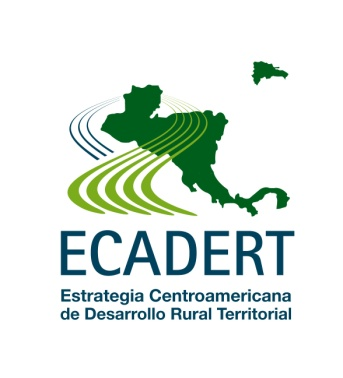 ECADERT
Estrategia Centroamericana
de Desarrollo Rural Territorial